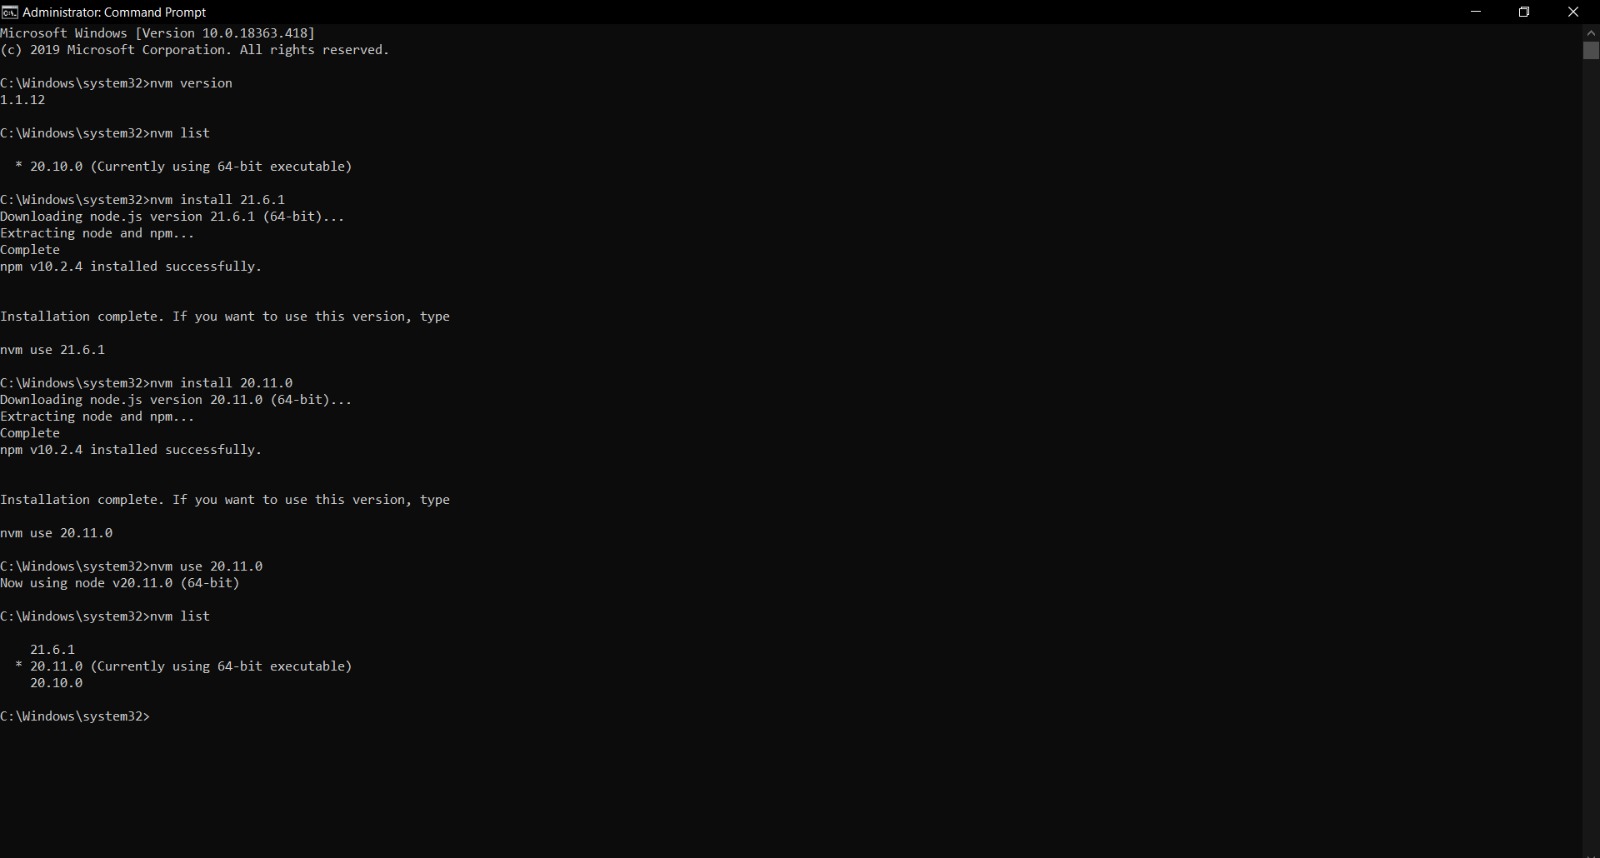 Administrator: Command Prompt
Microsoft Windows [Version 10.0.18363.418]
(c) 2019 Microsoft Corporation. All rights reserved.
C:\Windows\system32>nvm version
1.1.12
C:\Windows\system32>nvm list
* 20.10.0 (Currently using 64-bit executable)
C:\Windows\system32>nvm install 21.6.1
Downloading node.js version 21.6.1 (64-bit)...
Extracting node and npm...
Complete
npm v10.2.4 installed successfully.
Installation complete. If you want to use this version, type
nvm use 21.6.1
C:\Windows\system32>nvm install 20.11.0
Downloading node.js version 20.11.0 (64-bit)...
Extracting node and npm...
Complete
npm v10.2.4 installed successfully.
Installation complete. If you want to use this version, type
nvm use 20.11.0
C:\Windows\system32>nvm use 20.11.0
Now using node v20.11.0 (64-bit)
C:\Windows\system32>nvm list
21.6.1
* 20.11.0 (Currently using 64-bit executable)
20.10.0
C:\Windows\system32>